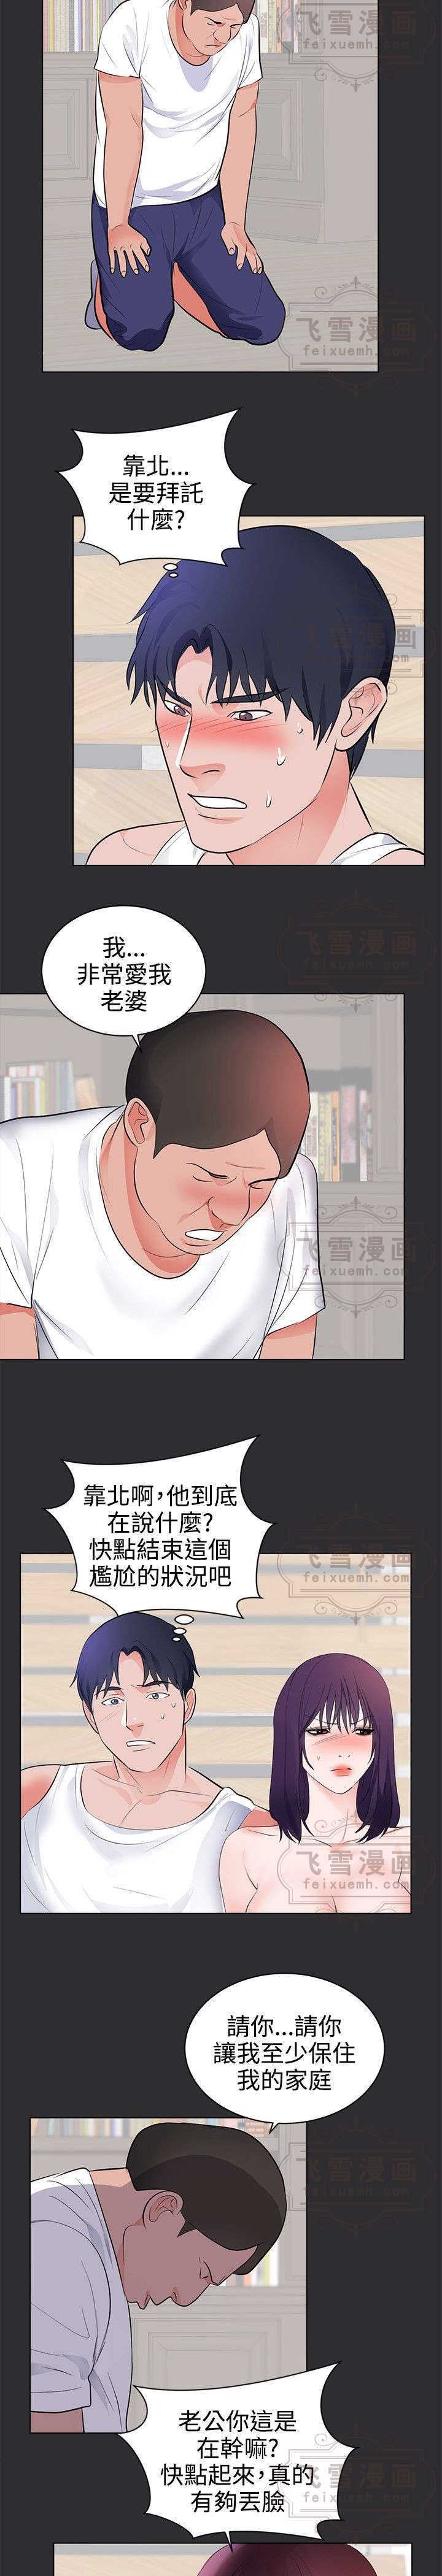 飞雪漫画
feixuemh.com
飞雪漫画
feixuemh.com
靠北...
是要拜託
什麼?
飞雪漫画
feixuemh.com
飞雪漫画
feixuemh.com
我...
非常愛我
老婆
飞雪漫画
feixuemh.com
靠北啊,他到底
在說什麼?
快點結束這個
尷尬的狀況吧
飞雪漫画
feixuemh.com
飞雪漫画
feixuemh.com
請你...請你
讓我至少保住
我的家庭
飞雪漫画
feixuemh.com
老公你這是
在幹嘛?
快點起來,真的
有夠丟臉
飞雪漫画
feixuemh.com